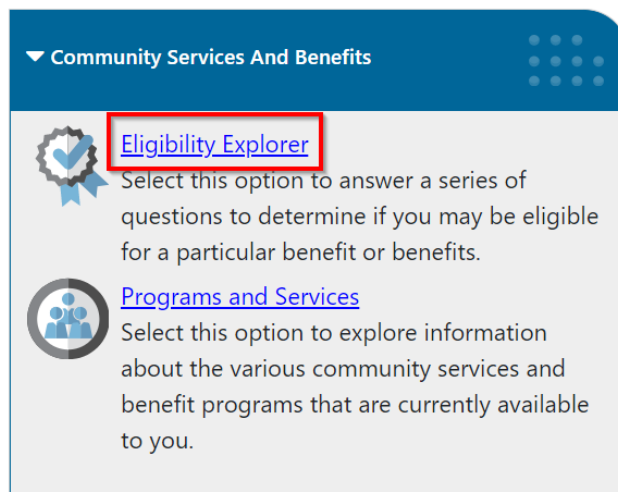 Community Services And Benefits
Eligibility Explorer
Select this option to answer a series of
questions to determine if you may be eligible
for a particular benefit or benefits.
Programs and Services
Select this option to explore information
about the various community services and
benefit programs that are currently available
to you.